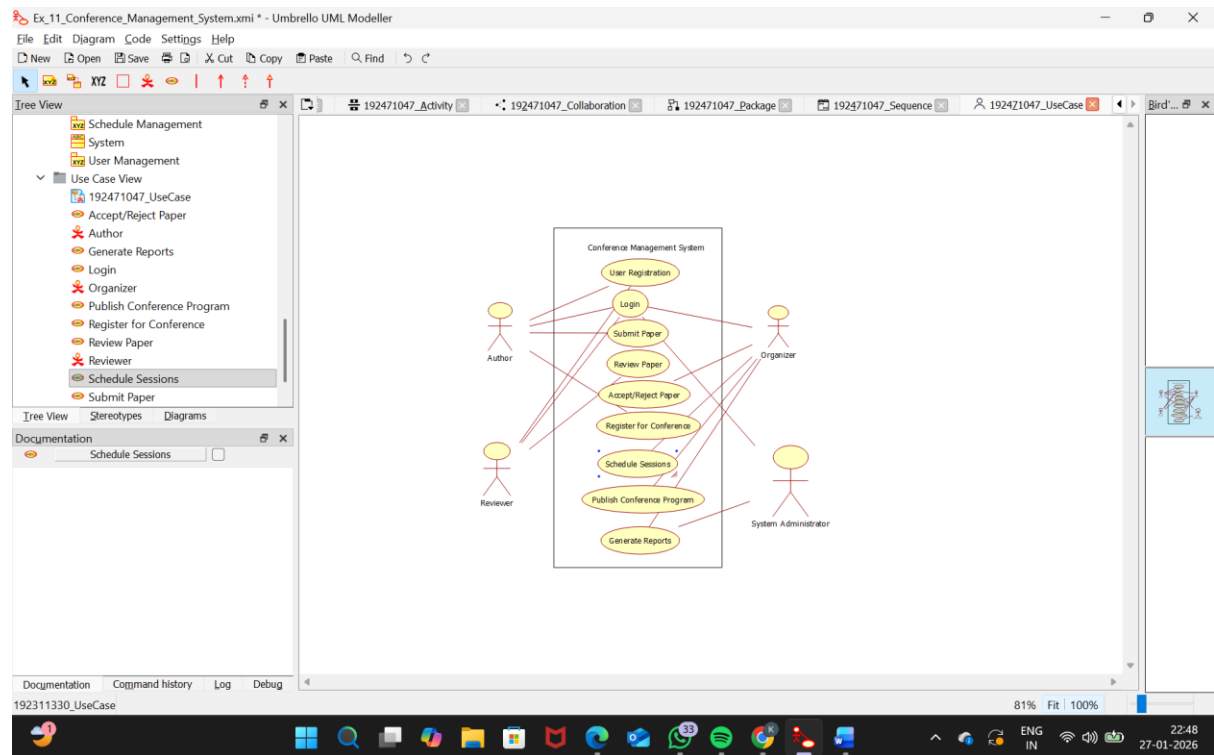 Ex_11_Conference_Management_System.xmi * - Umbrello UML Modeller
File Edit Diagram Code Settings Help
New Open Save Cut Copy Paste Find
XYZ
Tree View
192471047_Activity 192471047_Collaboration 192471047_Package 192471047_Sequence 192471047_UseCase
Bird'...
Schedule Management
System
User Management
Use Case View
192471047_UseCase
Accept/Reject Paper
Author
Generate Reports
Login
Organizer
Publish Conference Program
Register for Conference
Review Paper
Reviewer
Schedule Sessions
Submit Paper
Tree View Stereotypes Diagrams
Documentation
Schedule Sessions
Conference Management System
User Registration
Login
Submit Paper
Author
Organizer
Review Paper
Accept/Reject Paper
Register for Conference
Schedule Sessions
Reviewer
Publish Conference Program
System Administrator
Generate Reports
Documentation Command history Log Debug
192311330_UseCase
81% Fit 100%
1
33
K
W
ENG
IN
22:48
27-01-2026